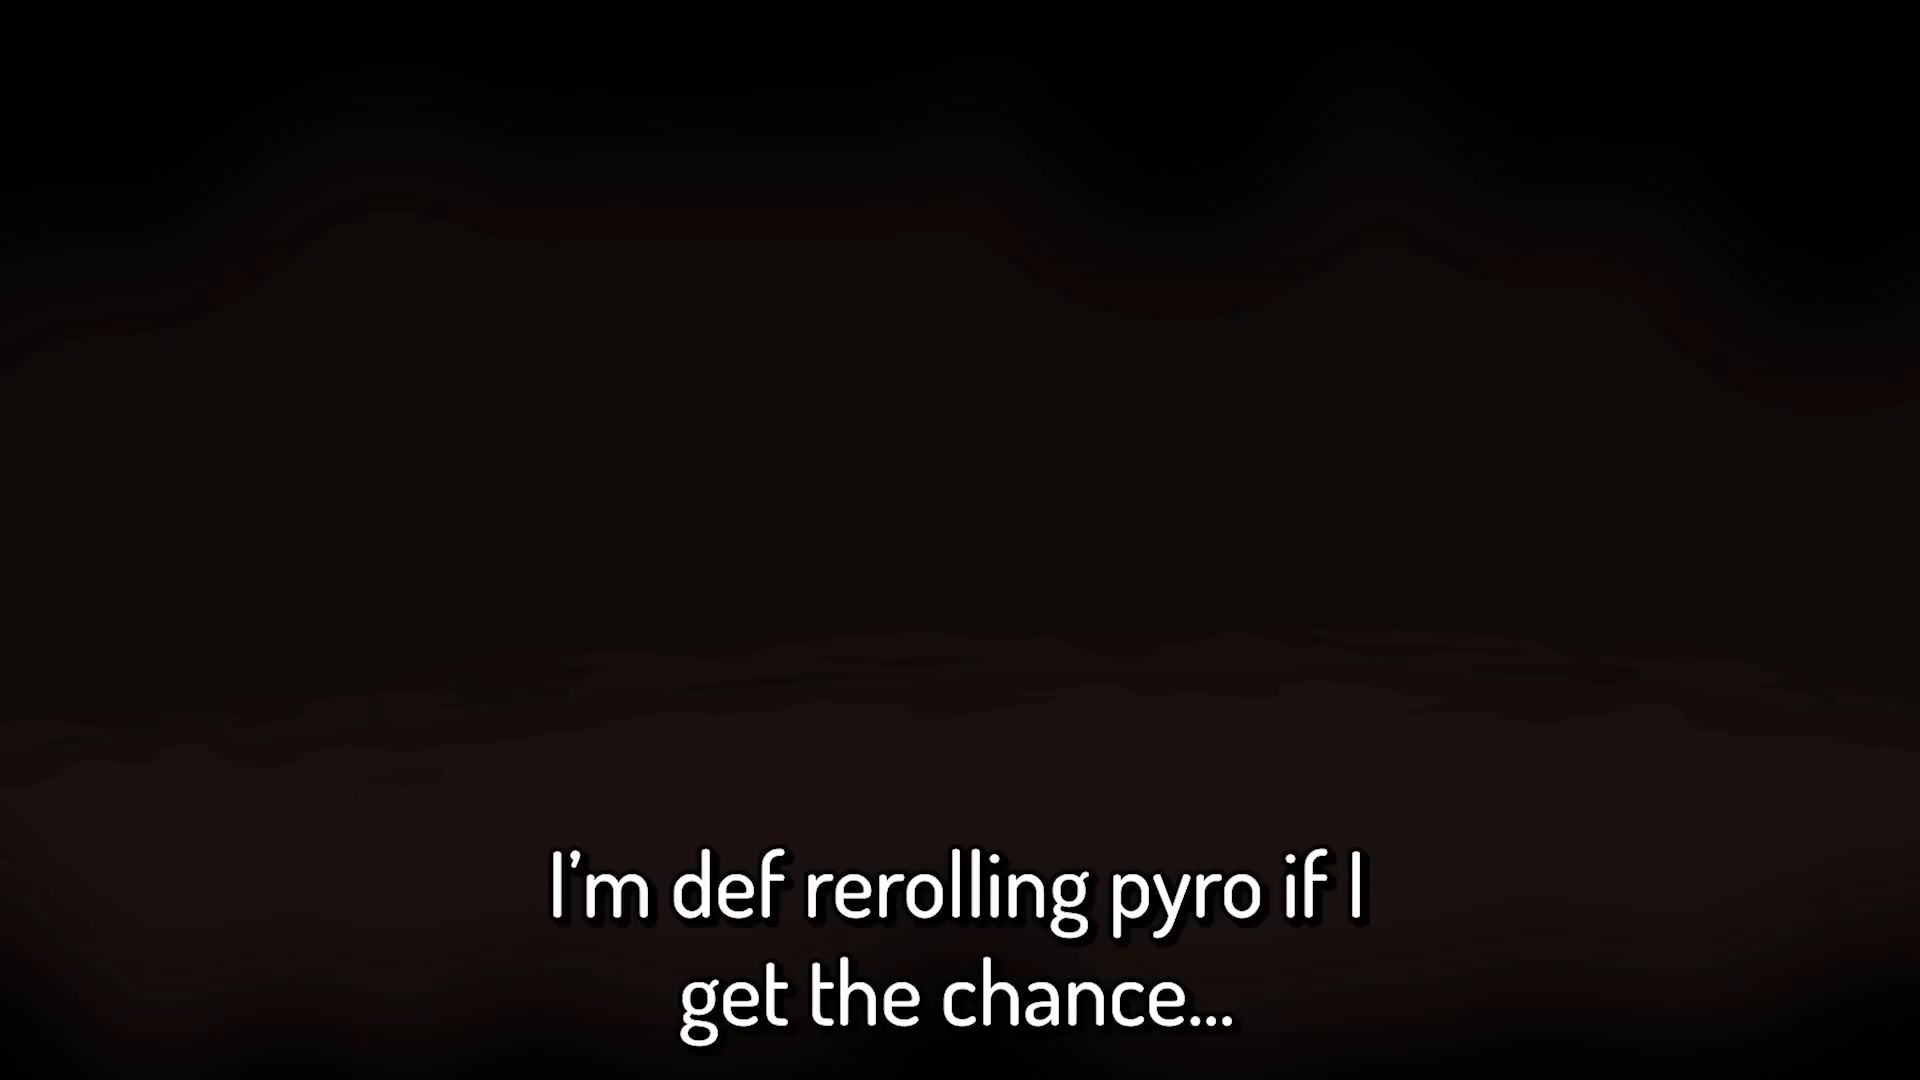 I'm def rerolling pyro if I
get the chance...